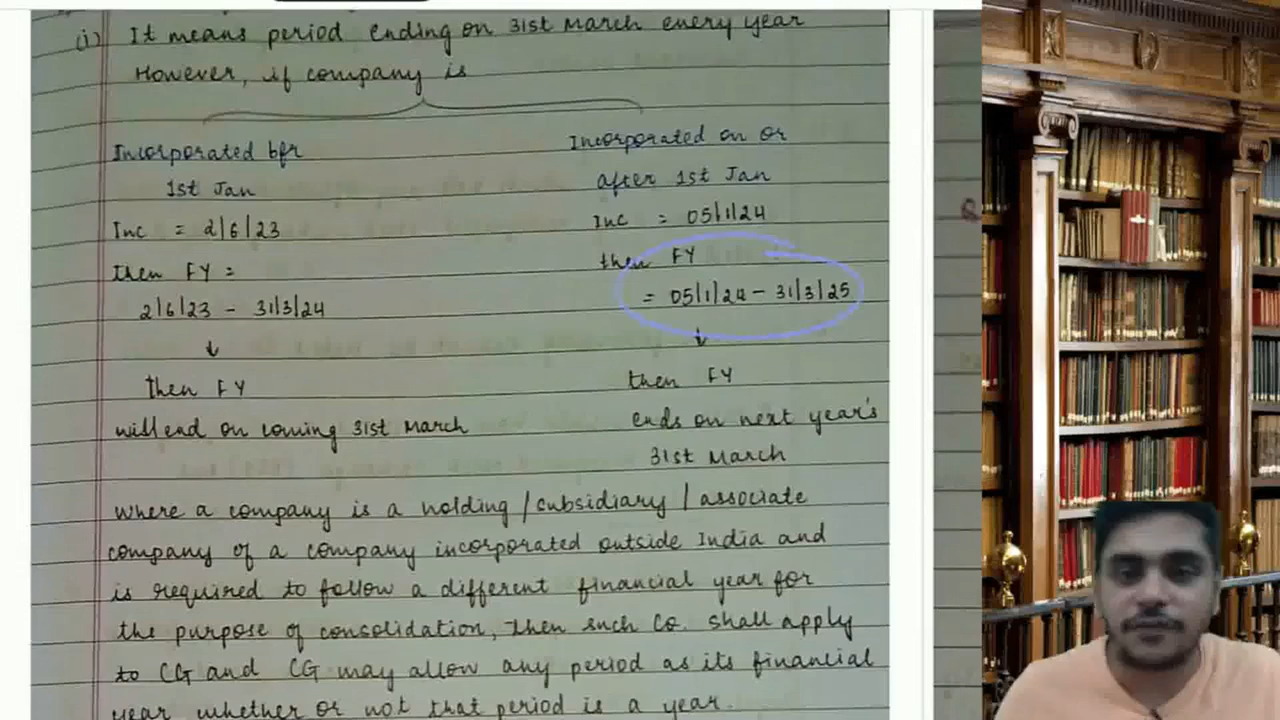 (i) It means period ending on 31st March enery year
However, if company is
Incorporated bfr
1st Jan
Inc = 2/6/23
then FY =
2/6/23 - 31/3/24
↓
then FY
will end on coming 31st March
Incorporated on or
after 1st Jan
Inc = 05/1/24
then FY
= 05/1/24 - 31/3/25
↓
then FY
ends on next year's
31st March
where a company is a holding/subsidiary/associate
company of a company incorporated outside India and
is required to follow a different financial year for
the purpose of consolidation, then such Co. shall apply
to CG and CG may allow any period as its financial
year whether or not that period is a year.